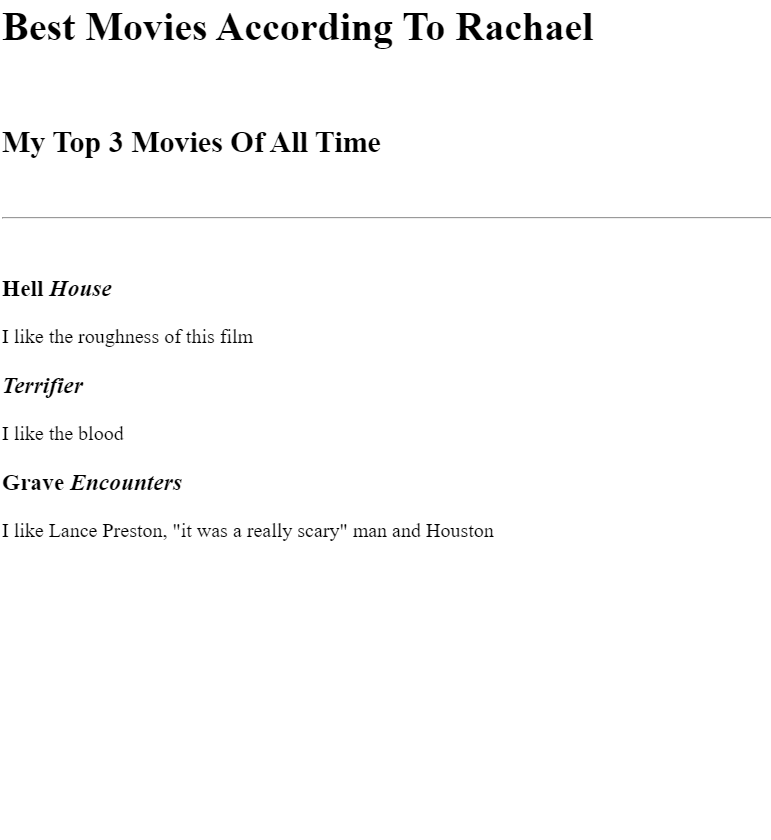 Best Movies According To Rachael
My Top 3 Movies Of All Time
Hell House
I like the roughness of this film
Terrifier
I like the blood
Grave Encounters
I like Lance Preston, "it was a really scary" man and Houston